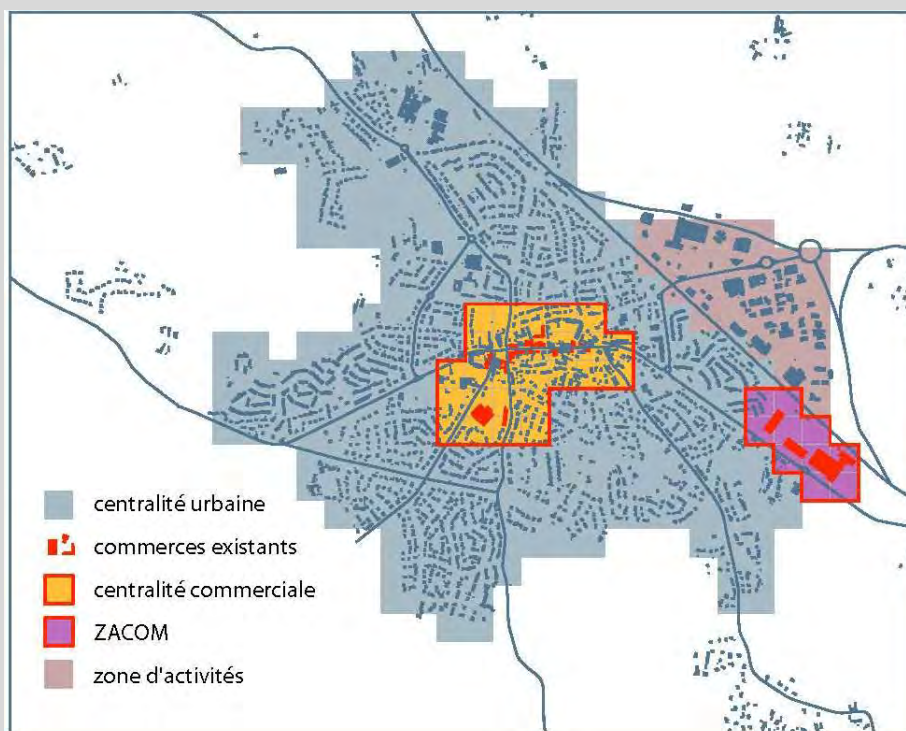 centralité urbaine
commerces existants
centralité commerciale
ZACOM
zone d'activités